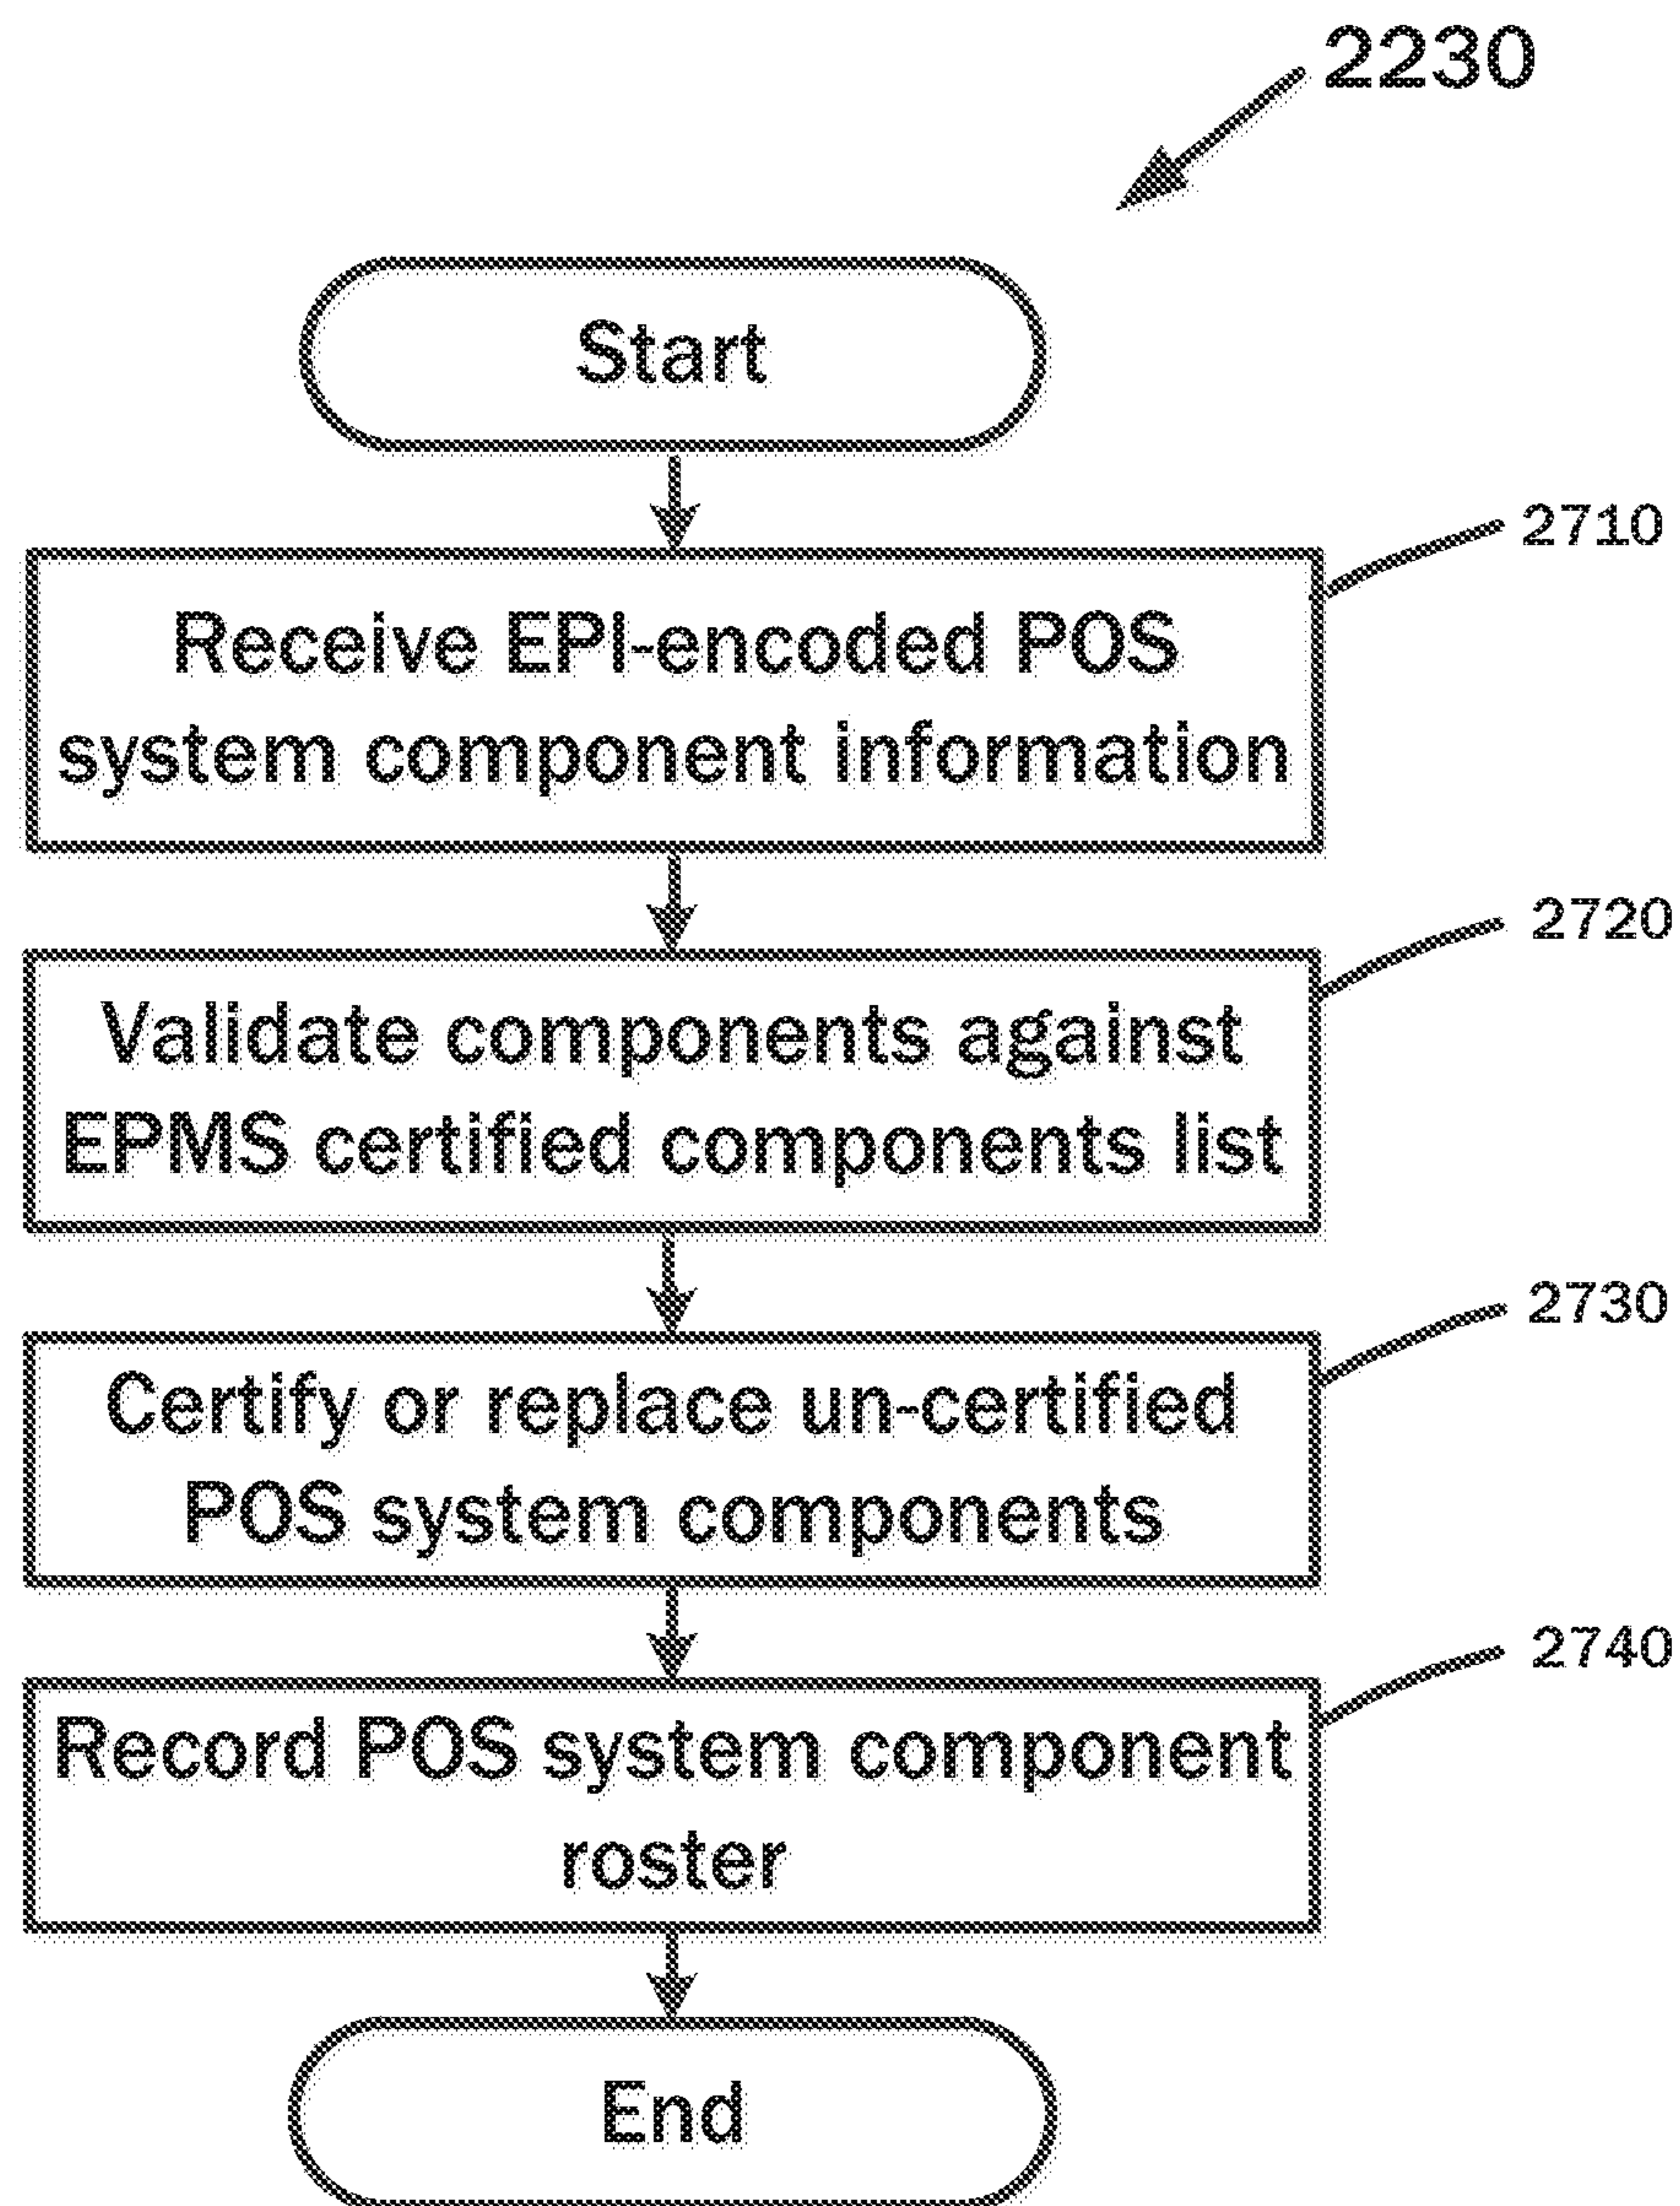 2230
Start
2710
Receive EPI-encoded POS
system component information
2720
Validate components against
EPMS certified components list
2730
Certify or replace un-certified
POS system components
2740
Record POS system component
roster
End